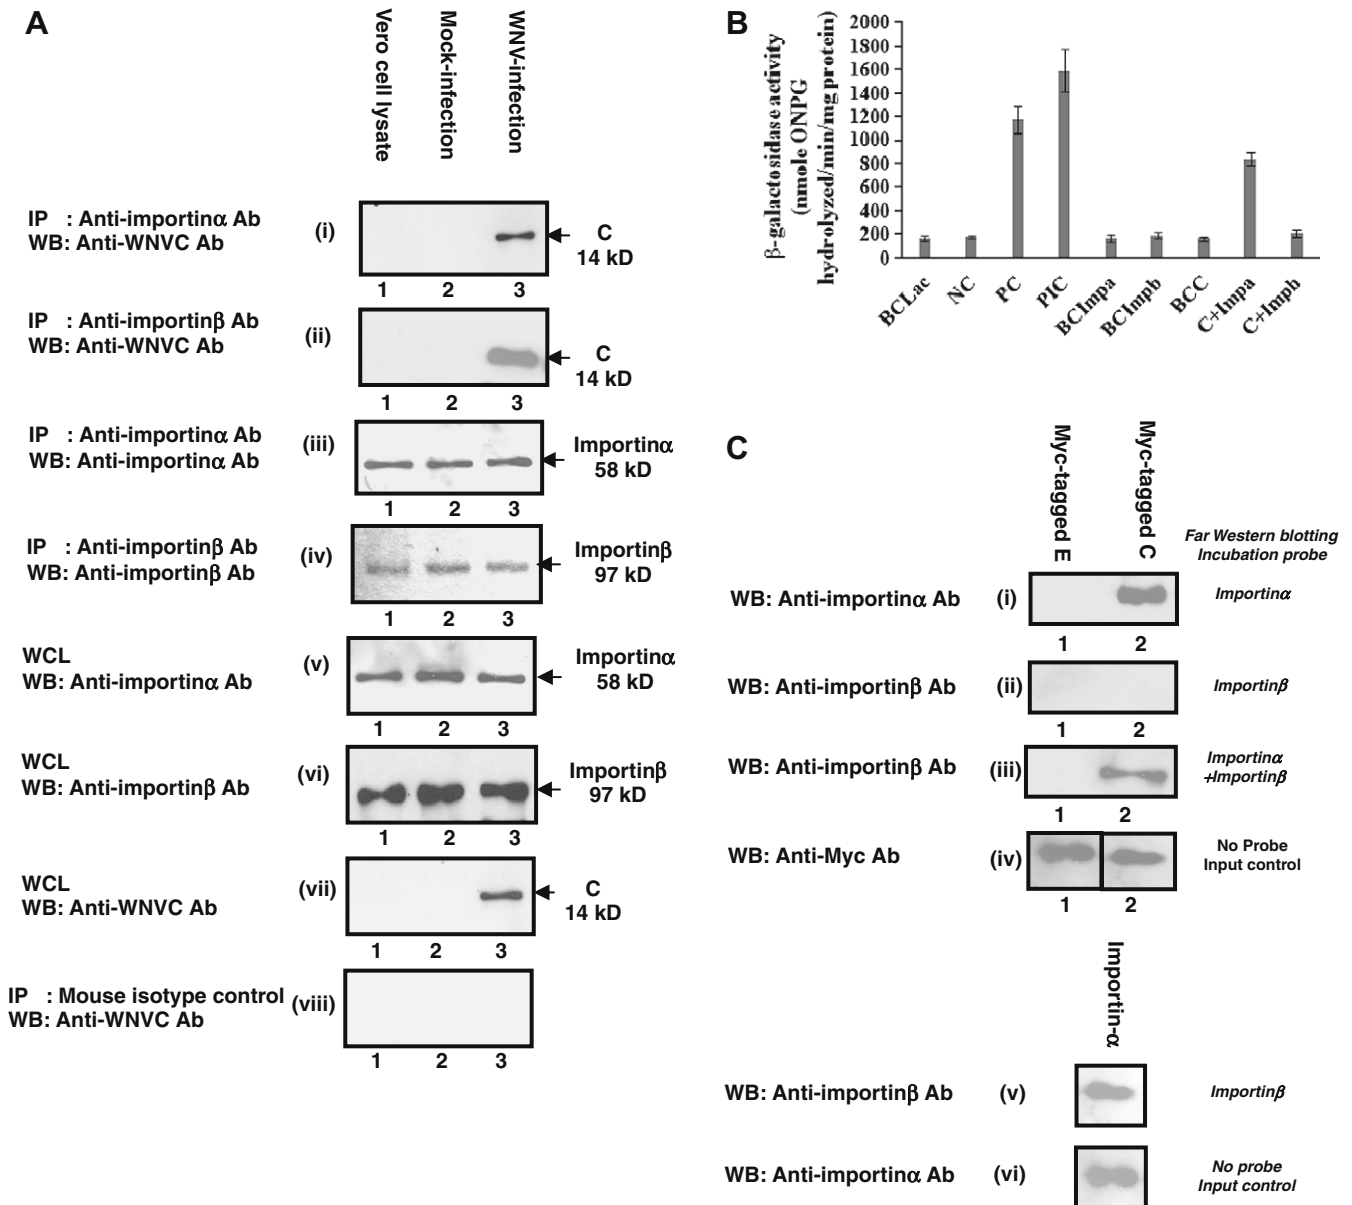 A
Vero cell lysate
Mock-infection
WNV-infection
IP : Anti-importinα Ab
WB: Anti-WNVC Ab
(i)
C
14 kD
1 2 3
IP : Anti-importinβ Ab
WB: Anti-WNVC Ab
(ii)
C
14 kD
1 2 3
IP : Anti-importinα Ab
WB: Anti-importinα Ab
(iii)
Importinα
58 kD
1 2 3
IP : Anti-importinβ Ab
WB: Anti-importinβ Ab
(iv)
Importinβ
97 kD
1 2 3
WCL
WB: Anti-importinα Ab
(v)
Importinα
58 kD
1 2 3
WCL
WB: Anti-importinβ Ab
(vi)
Importinβ
97 kD
1 2 3
WCL
WB: Anti-WNVC Ab
(vii)
C
14 kD
1 2 3
IP : Mouse isotype control
WB: Anti-WNVC Ab
(viii)
1 2 3
B
β-galactosidase activity
(nmole ONPG
hydrolyzed/min/mg protein)
2000
1800
1600
1400
1200
1000
800
600
400
200
0
BCLac
NC
PC
PIC
BCImpa
BCImpb
BCC
C+Impa
C+Impb
C
Myc-tagged E
Myc-tagged C
Far Western blotting
Incubation probe
WB: Anti-importinα Ab
(i)
Importinα
1 2
WB: Anti-importinβ Ab
(ii)
Importinβ
1 2
WB: Anti-importinβ Ab
(iii)
Importinα
+Importinβ
1 2
WB: Anti-Myc Ab
(iv)
No Probe
Input control
1 2
Importin-α
WB: Anti-importinβ Ab
(v)
Importinβ
WB: Anti-importinα Ab
(vi)
No probe
Input control